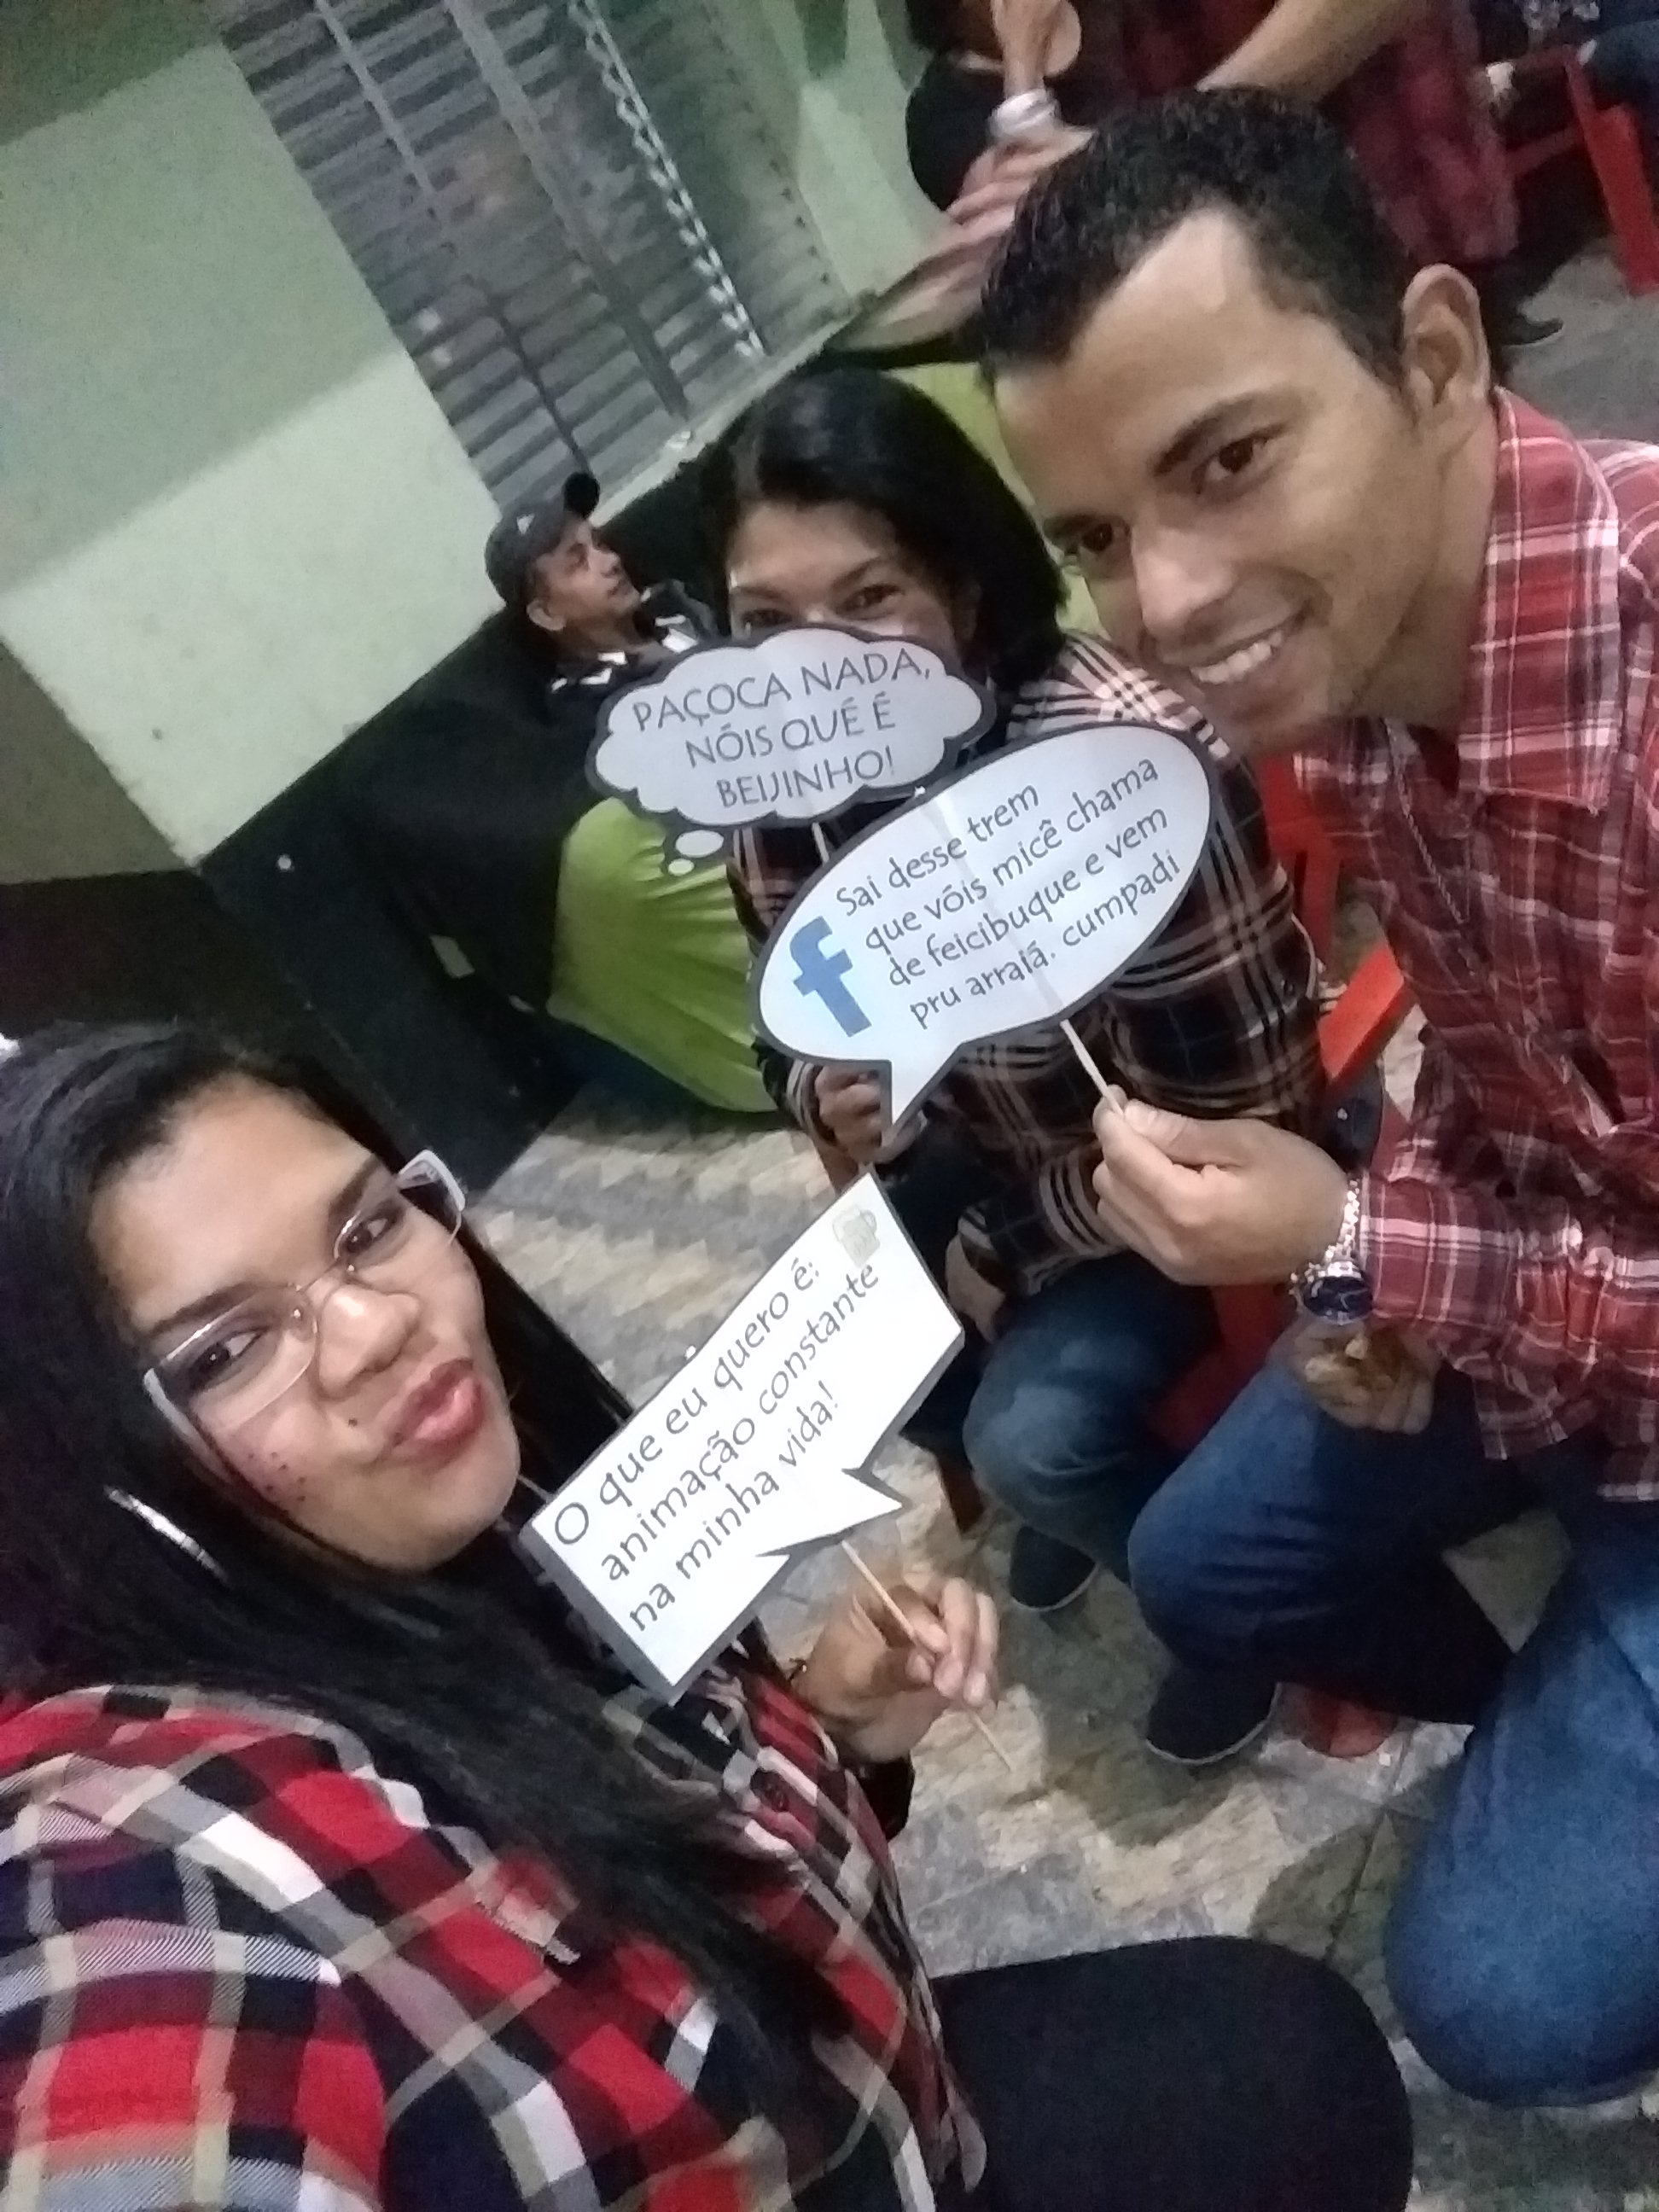 PAÇOCA NADA,
NÓIS QUÉ É
BEIJINHO!
f
Sai desse trem
que vóis micê chama
de feicibuque e vem
pru arraiá. cumpadi
O que eu quero é:
animação constante
na minha vida!